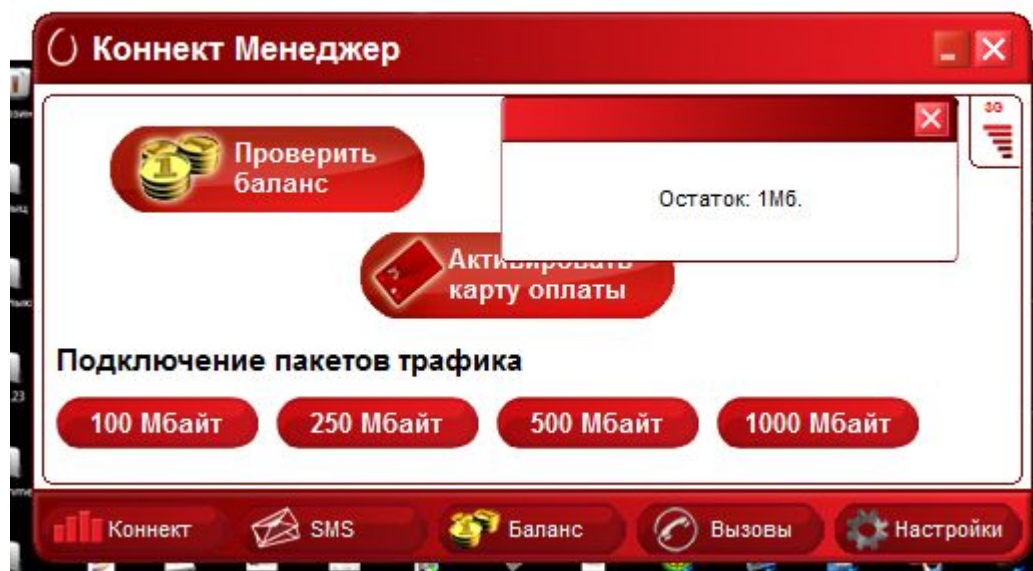 Коннект Менеджер
3G
Проверить
баланс
Остаток: 1Мб.
Активировать
карту оплаты
Подключение пакетов трафика
100 Мбайт
250 Мбайт
500 Мбайт
1000 Мбайт
Коннект
SMS
Баланс
Вызовы
Настройки